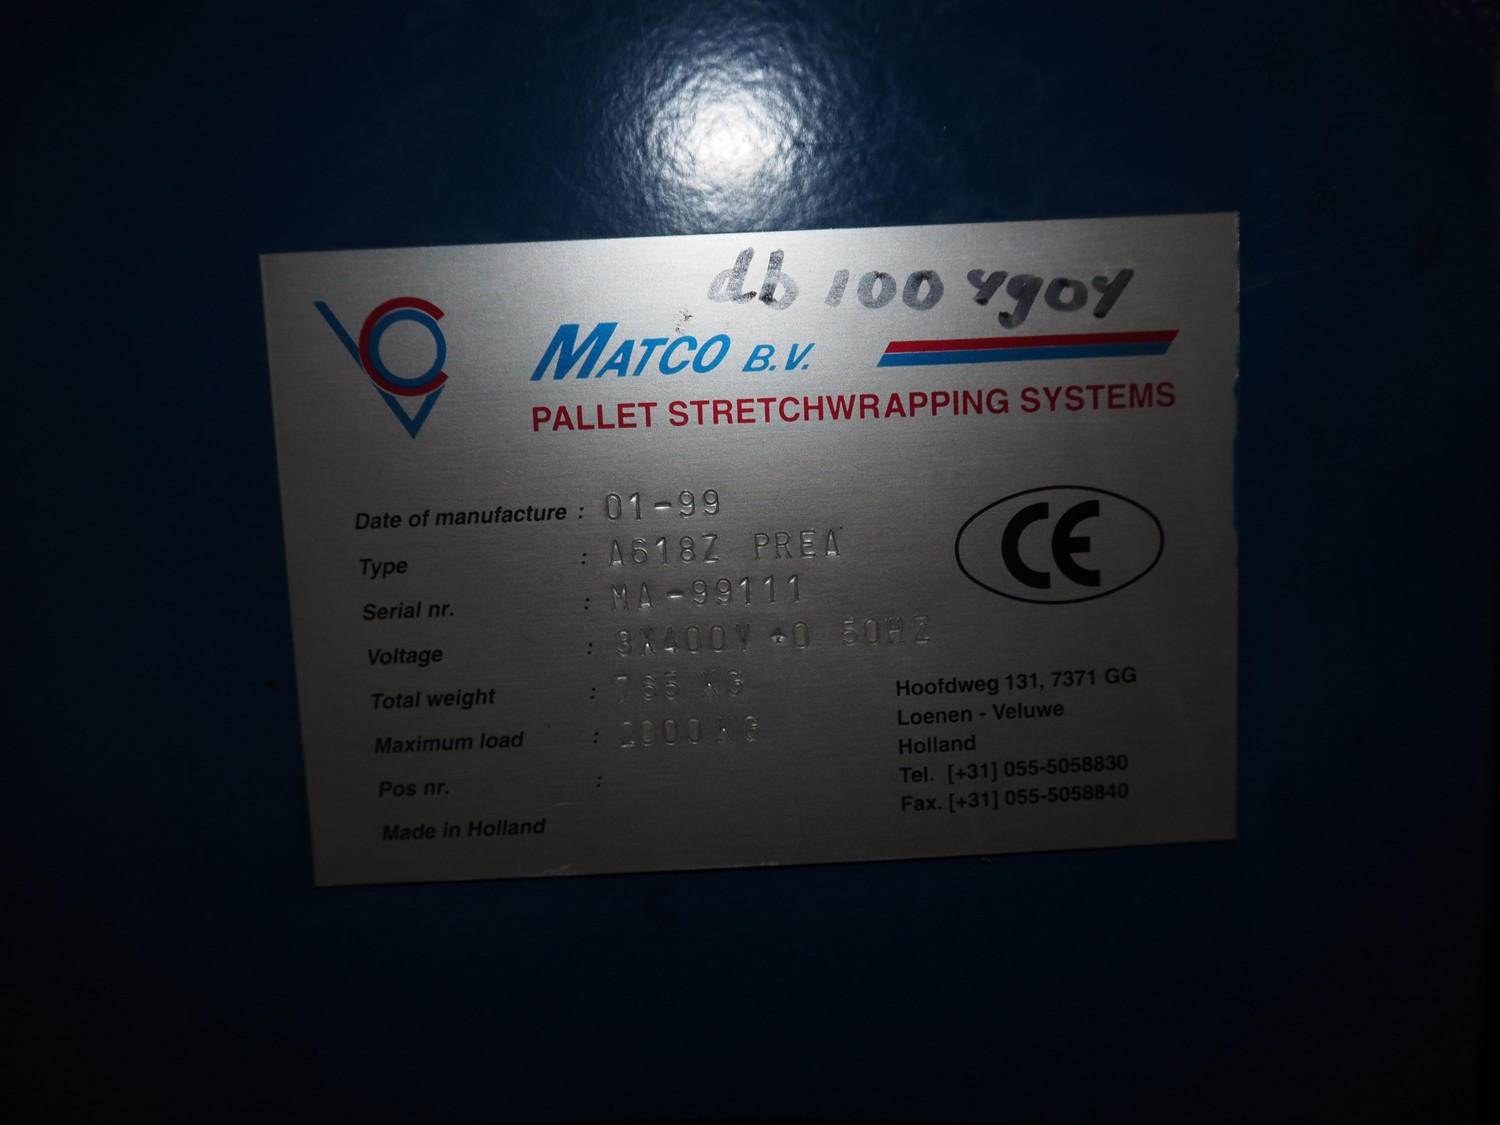 db 100 4904
MATCO B.V.
PALLET STRETCHWRAPPING SYSTEMS
Date of manufacture : 01-99
Type : A618Z PREA
Serial nr. : MA-99111
Voltage : 3X400V +0 50HZ
Total weight : 765 KG
Maximum load : 2000 KG
Pos nr. :
Made in Holland
CE
Hoofdweg 131, 7371 GG
Loenen - Veluwe
Holland
Tel. [+31] 055-5058830
Fax. [+31] 055-5058840